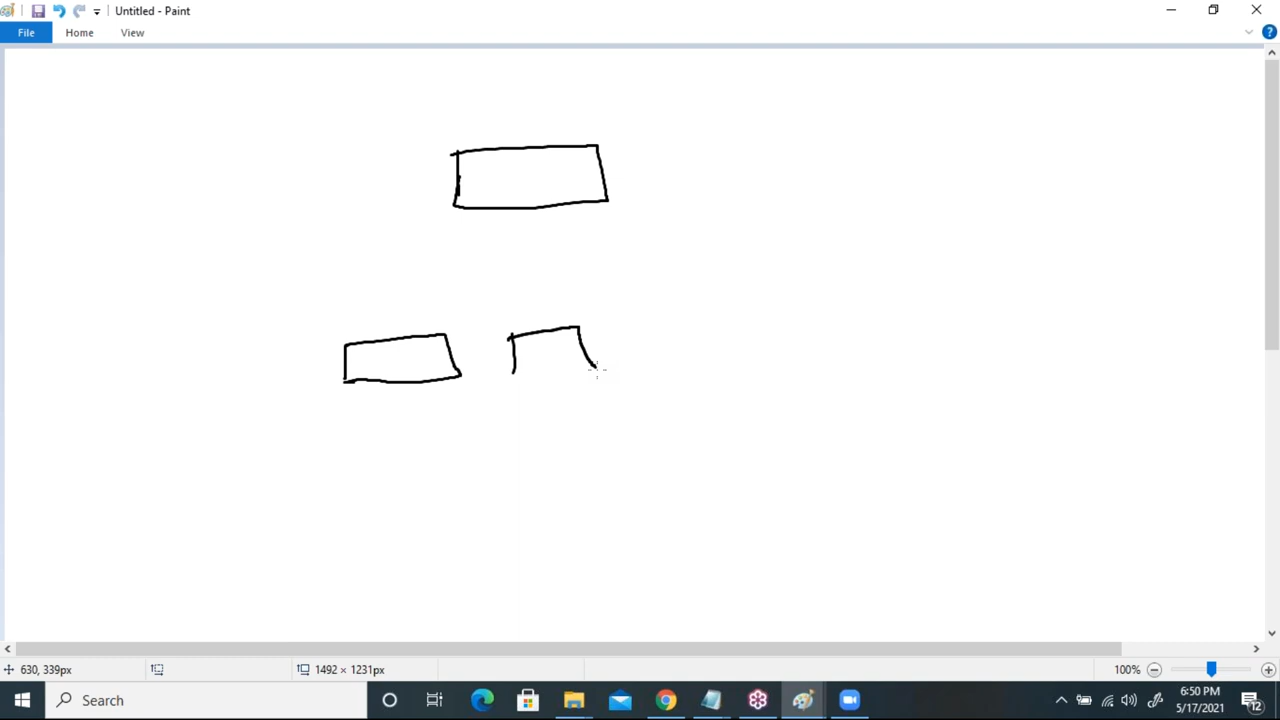 Untitled - Paint
File Home View
630, 339px 1492 × 1231px 100%
Search 6:50 PM
5/17/2021 12